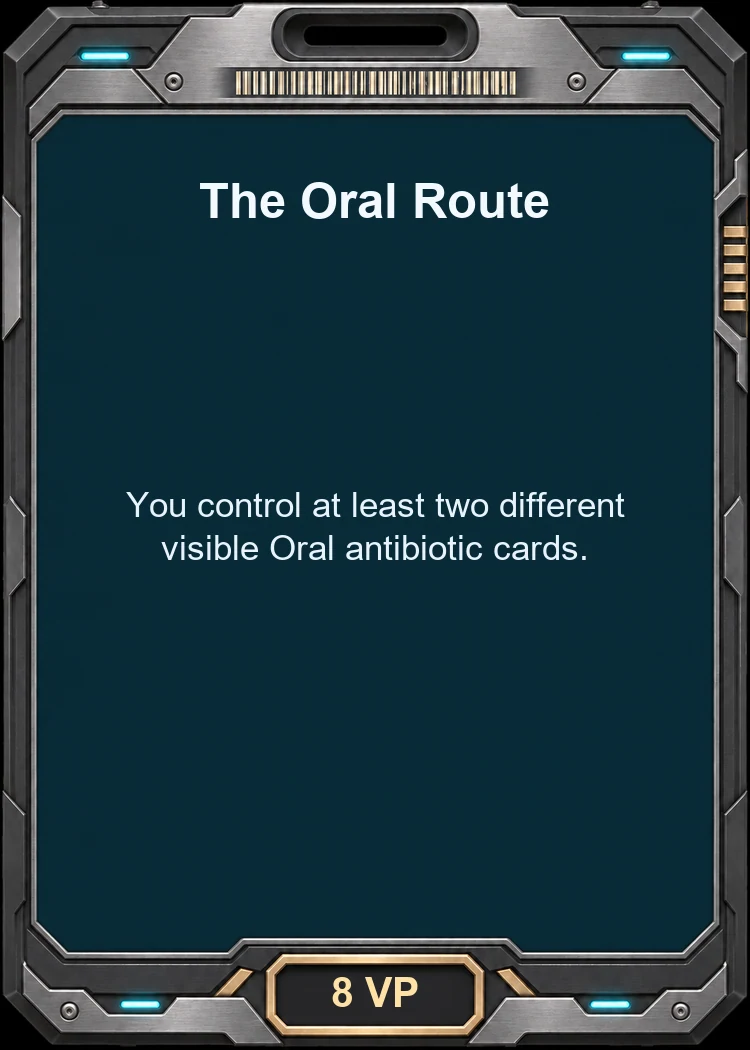 The Oral Route
You control at least two different
visible Oral antibiotic cards.
8 VP